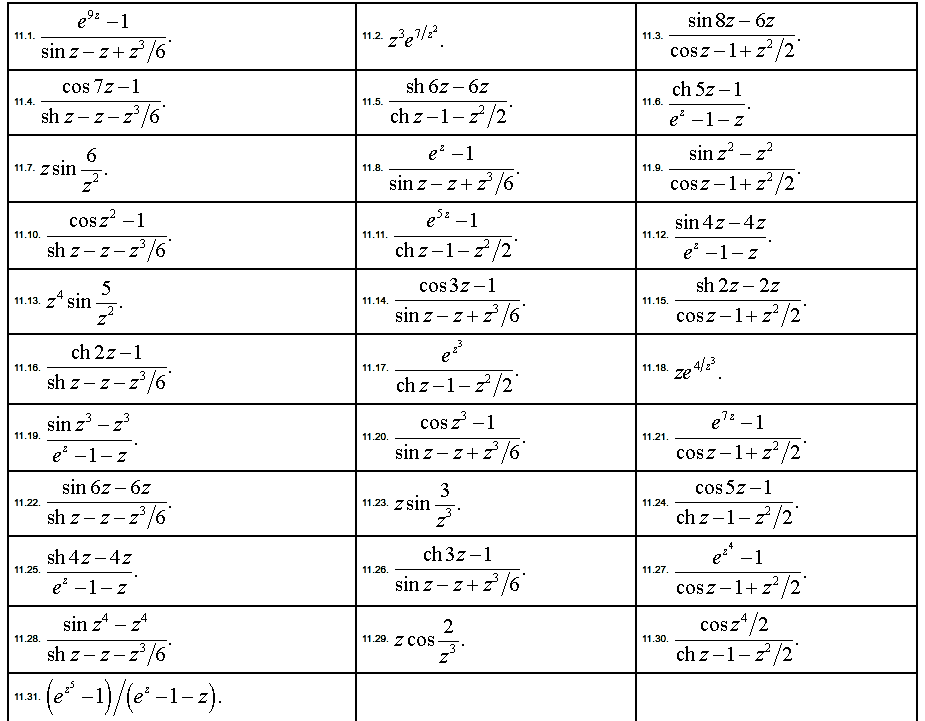 11.1. (e^{9z} −1)/(sin z − z + z^3/6).
11.2. z^3 e^{7/z^2}.
11.3. (sin 8z − 6z)/(cos z −1 + z^2/2).
11.4. (cos 7z −1)/(sh z − z − z^3/6).
11.5. (sh 6z − 6z)/(ch z −1 − z^2/2).
11.6. (ch 5z −1)/(e^z −1 − z).
11.7. z sin 6/z^2.
11.8. (e^z −1)/(sin z − z + z^3/6).
11.9. (sin z^2 − z^2)/(cos z −1 + z^2/2).
11.10. (cos z^2 −1)/(sh z − z − z^3/6).
11.11. (e^{5z} −1)/(ch z −1 − z^2/2).
11.12. (sin 4z − 4z)/(e^z −1 − z).
11.13. z^4 sin 5/z^2.
11.14. (cos 3z −1)/(sin z − z + z^3/6).
11.15. (sh 2z − 2z)/(cos z −1 + z^2/2).
11.16. (ch 2z −1)/(sh z − z − z^3/6).
11.17. e^{z^3}/(ch z −1 − z^2/2).
11.18. z e^{4/z^3}.
11.19. (sin z^3 − z^3)/(e^z −1 − z).
11.20. (cos z^3 −1)/(sin z − z + z^3/6).
11.21. (e^{7z} −1)/(cos z −1 + z^2/2).
11.22. (sin 6z − 6z)/(sh z − z − z^3/6).
11.23. z sin 3/z^3.
11.24. (cos 5z −1)/(ch z −1 − z^2/2).
11.25. (sh 4z − 4z)/(e^z −1 − z).
11.26. (ch 3z −1)/(sin z − z + z^3/6).
11.27. (e^{z^4} −1)/(cos z −1 + z^2/2).
11.28. (sin z^4 − z^4)/(sh z − z − z^3/6).
11.29. z cos 2/z^3.
11.30. (cos z^4/2)/(ch z −1 − z^2/2).
11.31. (e^{z^5} −1)/(e^z −1 − z).